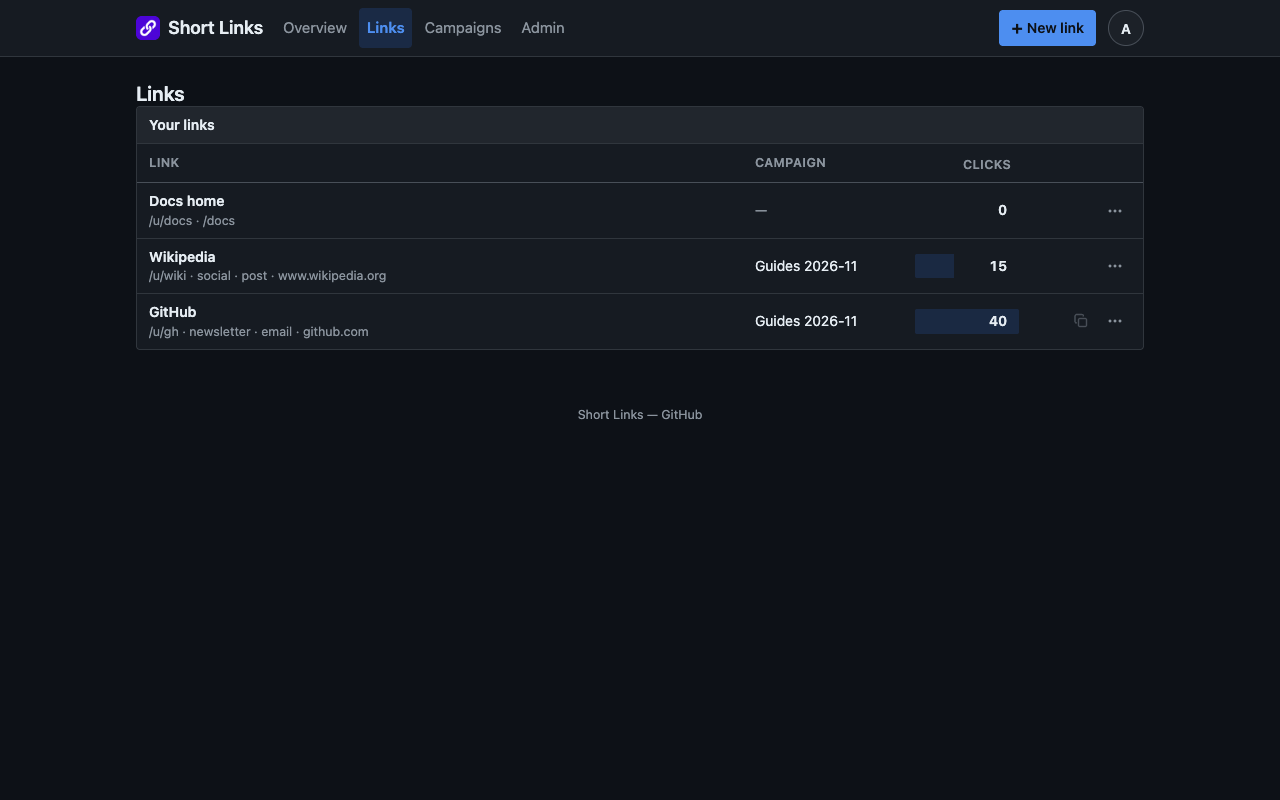 Short Links Overview Links Campaigns Admin + New link A
Links
Your links
LINK CAMPAIGN CLICKS
Docs home
/u/docs · /docs — 0
Wikipedia
/u/wiki · social · post · www.wikipedia.org Guides 2026-11 15
GitHub
/u/gh · newsletter · email · github.com Guides 2026-11 40
Short Links — GitHub